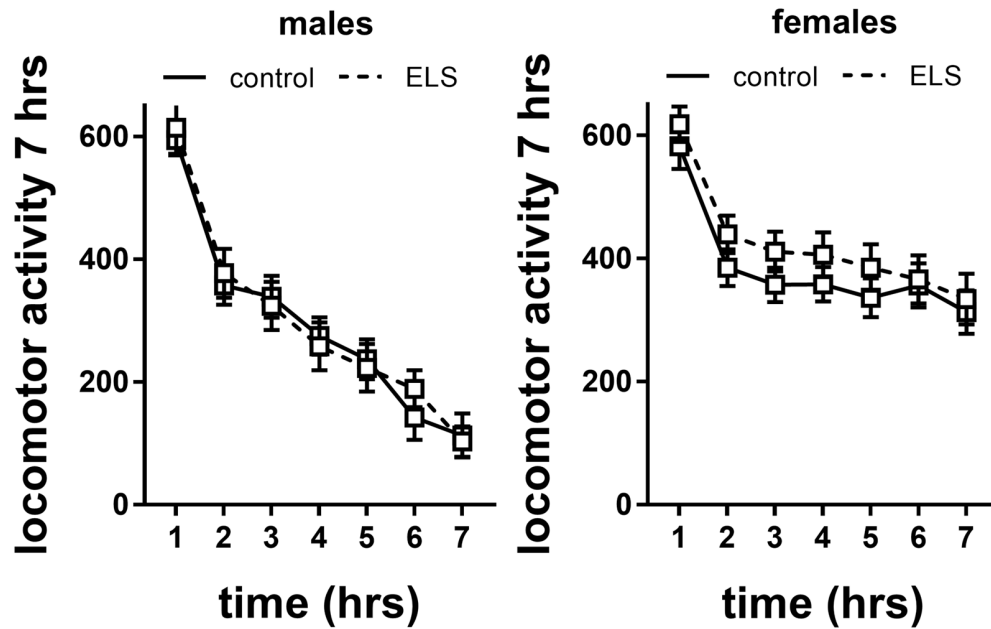 males
control ELS
locomotor activity 7 hrs
600
400
200
0
1 2 3 4 5 6 7
time (hrs)
females
control ELS
locomotor activity 7 hrs
600
400
200
0
1 2 3 4 5 6 7
time (hrs)